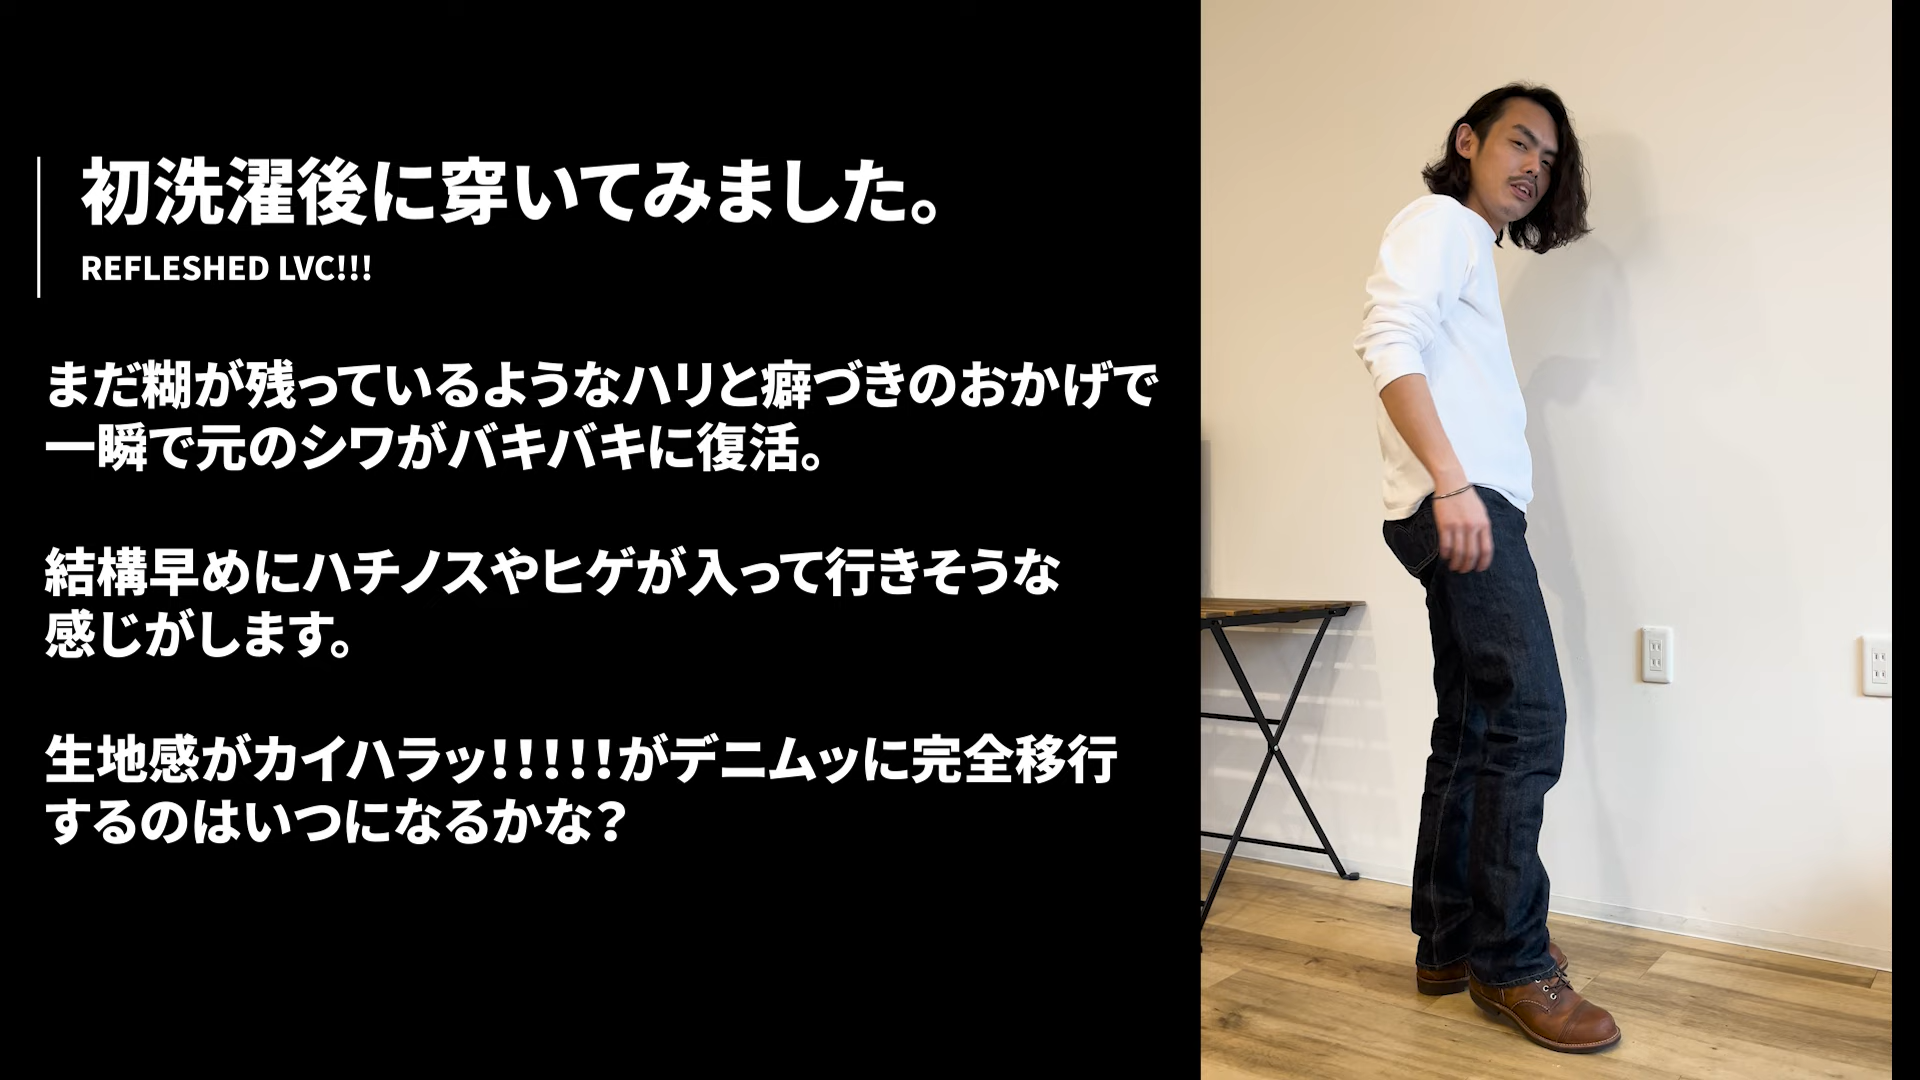 初洗濯後に穿いてみました。
REFLESHED LVC!!!
まだ糊が残っているようなハリと癖づきのおかげで
一瞬で元のシワがバキバキに復活。
結構早めにハチノスやヒゲが入って行きそうな
感じがします。
生地感がカイハラッ!!!!!がデニムッに完全移行
するのはいつになるかな？